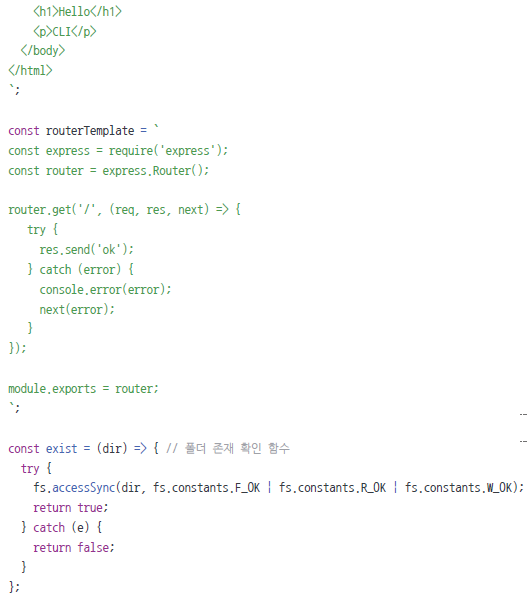 <h1>Hello</h1>
<p>CLI</p>
</body>
</html>
`;
const routerTemplate = `
const express = require('express');
const router = express.Router();
router.get('/', (req, res, next) => {
try {
res.send('ok');
} catch (error) {
console.error(error);
next(error);
}
});
module.exports = router;
`;
const exist = (dir) => { // 폴더 존재 확인 함수
try {
fs.accessSync(dir, fs.constants.F_OK | fs.constants.R_OK | fs.constants.W_OK);
return true;
} catch (e) {
return false;
}
};